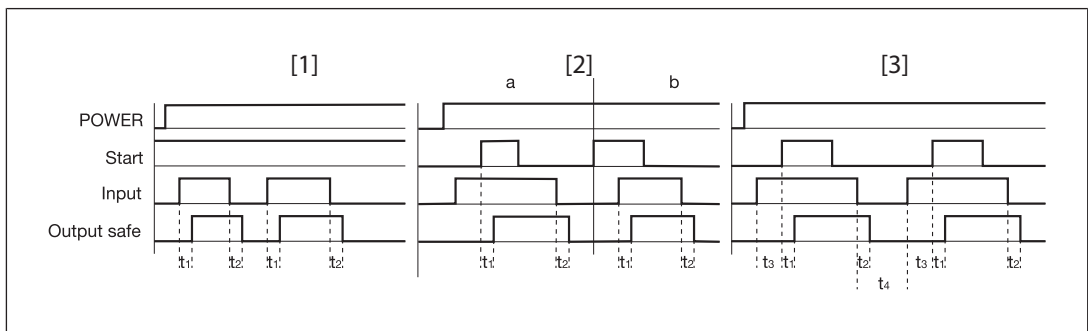 [1] [2] [3]
a b
POWER
Start
Input
Output safe
t1 t2 t1 t2 t1 t2 t1 t2 t3 t1 t2 t3 t1 t2
t4